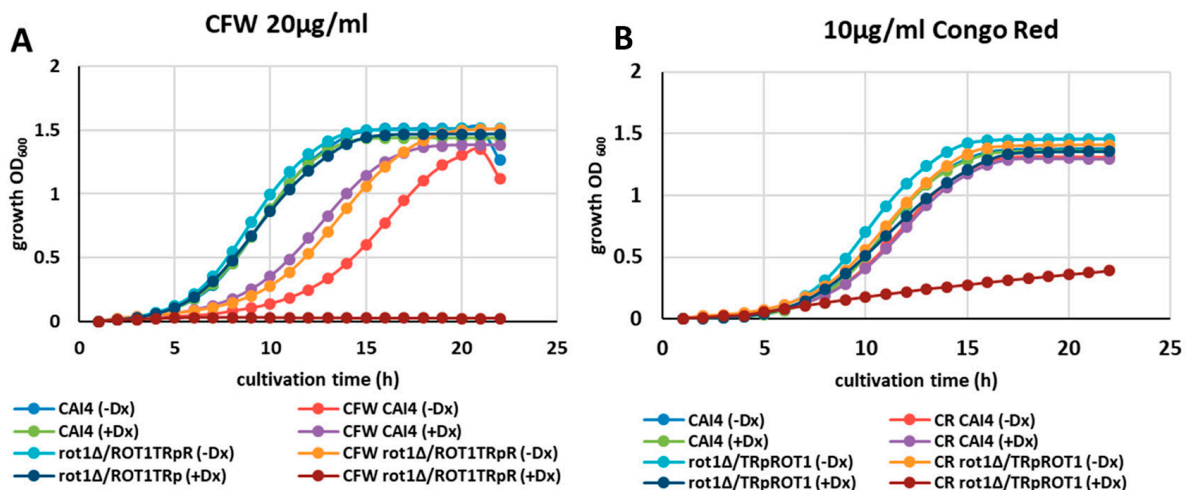 A
CFW 20µg/ml
growth OD600
2
1.5
1
0.5
0
0 5 10 15 20 25
cultivation time (h)
CAI4 (-Dx)
CAI4 (+Dx)
rot1Δ/ROT1TRpR (-Dx)
rot1Δ/ROT1TRp (+Dx)
CFW CAI4 (-Dx)
CFW CAI4 (+Dx)
CFW rot1Δ/ROT1TRpR (-Dx)
CFW rot1Δ/ROT1TRpR (+Dx)
B
10µg/ml Congo Red
growth OD 600
2
1.5
1
0.5
0
0 5 10 15 20 25
cultivation time (h)
CAI4 (-Dx)
CAI4 (+Dx)
rot1Δ/TRpROT1 (-Dx)
rot1Δ/TRpROT1 (+Dx)
CR CAI4 (-Dx)
CR CAI4 (+Dx)
CR rot1Δ/TRpROT1 (-Dx)
CR rot1Δ/TRpROT1 (+Dx)